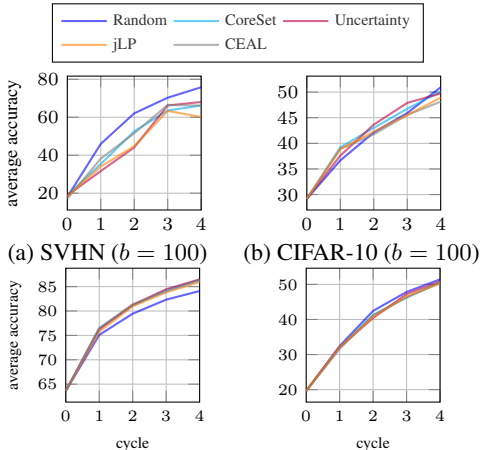 Random CoreSet Uncertainty
jLP CEAL
80
60
40
20
0 1 2 3 4
average accuracy
50
45
40
35
30
0 1 2 3 4
(a) SVHN (b = 100)
(b) CIFAR-10 (b = 100)
85
80
75
70
65
0 1 2 3 4
average accuracy
cycle
50
40
30
20
0 1 2 3 4
cycle